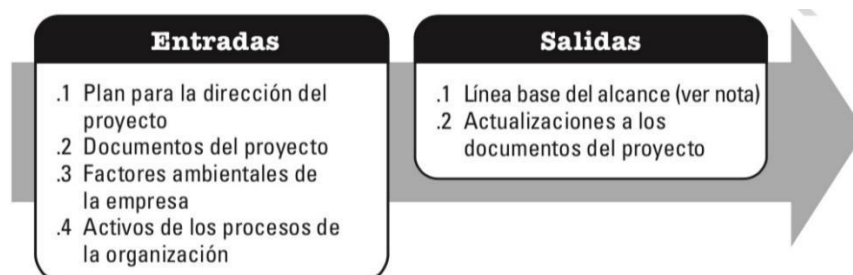 Entradas
.1 Plan para la dirección del
proyecto
.2 Documentos del proyecto
.3 Factores ambientales de
la empresa
.4 Activos de los procesos de
la organización
Salidas
.1 Línea base del alcance (ver nota)
.2 Actualizaciones a los
documentos del proyecto